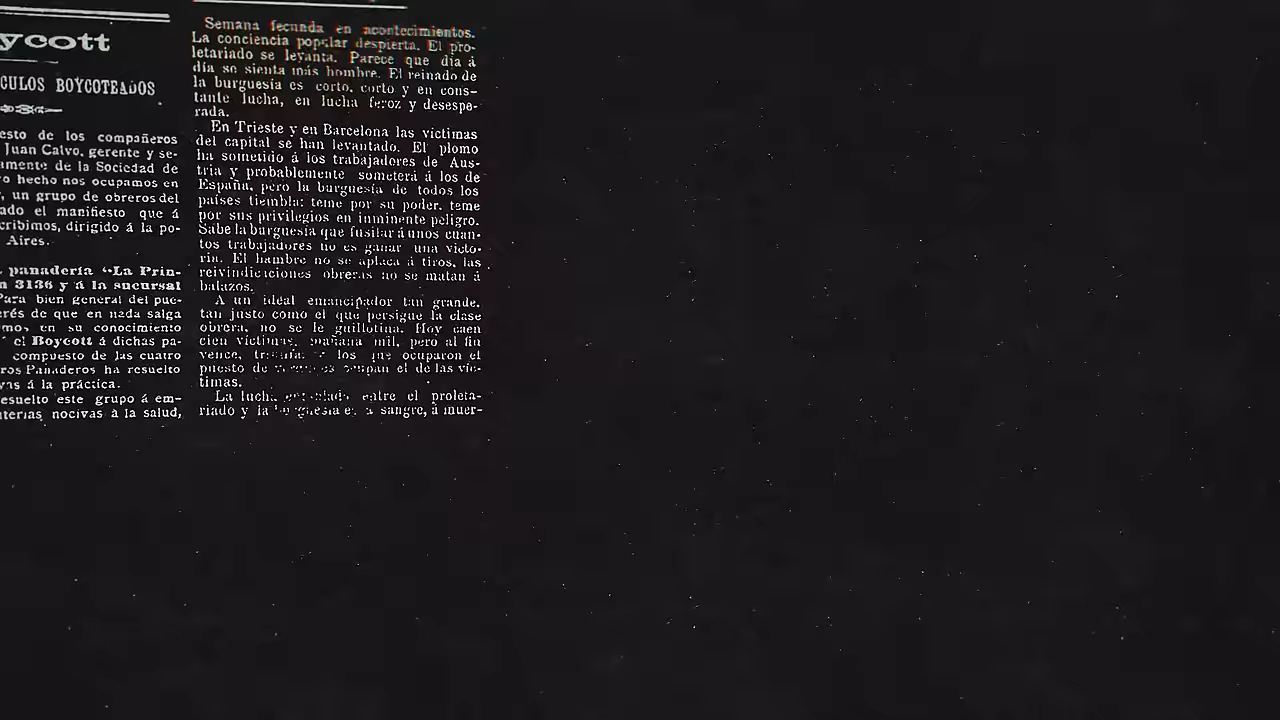 ycott
CULOS BOYCOTEADOS
esto de los compañeros
Juan Calvo, gerente y se-
amente de la Sociedad de
o hecho nos ocupamos en
, un grupo de obreros del
ado el manifiesto que á
cribimos, dirigido á la po-
Aires.
panadería “La Prin-
n 3136 y á la sucursal
Para bien general del pue-
erés de que en nada salga
mos, en su conocimiento
el Boycott á dichas pa-
compuesto de las cuatro
ros Panaderos ha resuelto
vas á la práctica.
esuelto este grupo á em-
aterias nocivas à la salud,
Semana fecunda en acontecimientos.
La conciencia popular despierta. El pro-
letariado se levanta. Parece que dia á
día se sienta más hombre. El reinado de
la burguesía es corto, corto y en cons-
tante lucha, en lucha feroz y desespe-
rada.
En Trieste y en Barcelona las víctimas
del capital se han levantado. El plomo
ha sometido á los trabajadores de Aus-
tria y probablemente someterá á los de
España, pero la burguesía de todos los
países tiembla; teme por su poder, teme
por sus privilegios en inminente peligro.
Sabe la burguesía que fusilar á unos cuan-
tos trabajadores no es ganar una victo-
ria. El hambre no se aplaca á tiros, las
reivindicaciones obreras no se matan á
balazos.
A un ideal emancipador tan grande,
tan justo como el que persigue la clase
obrera, no se le guillotina. Hoy caen
cien víctimas, mañana mil, pero al fin
vence, los que ocuparon el
puesto de ocupan el de las víc-
timas.
La lucha entablada entre el proleta-
riado y la burguesía es á sangre, á muer-